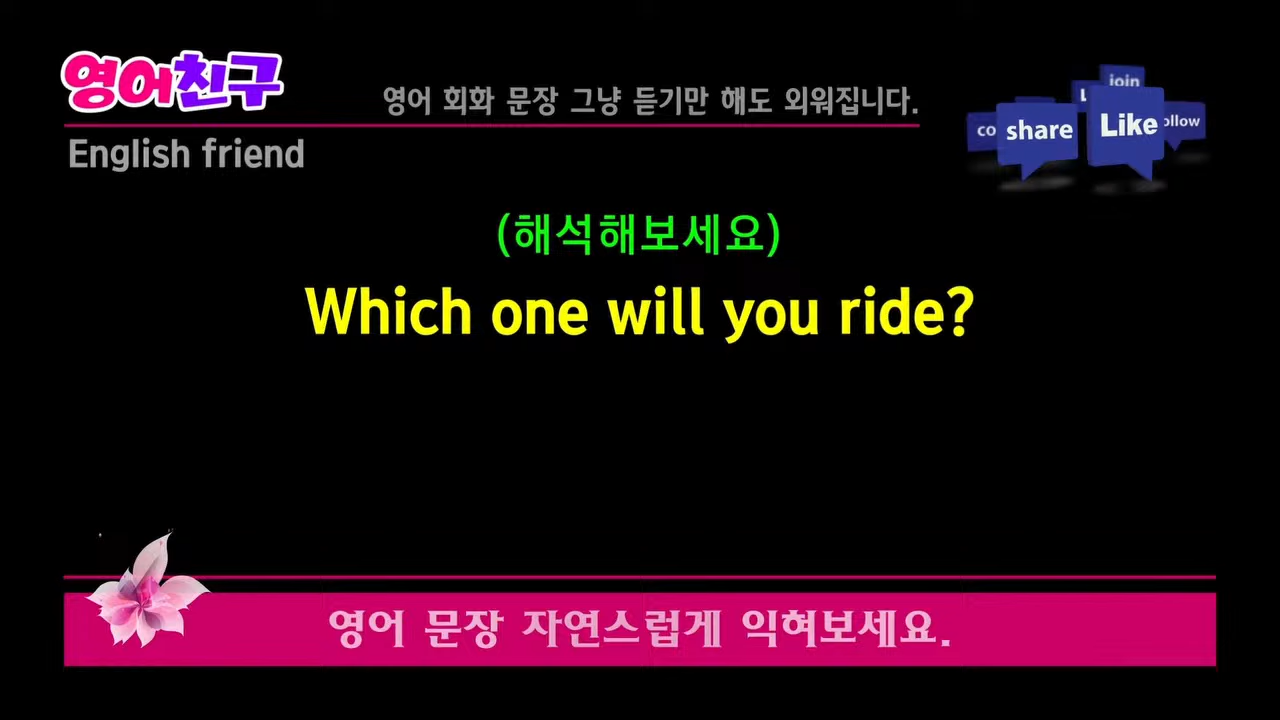 영어친구
영어 회화 문장 그냥 듣기만 해도 외워집니다.
English friend
join
share
Like
(해석해보세요)
Which one will you ride?
영어 문장 자연스럽게 익혀보세요.